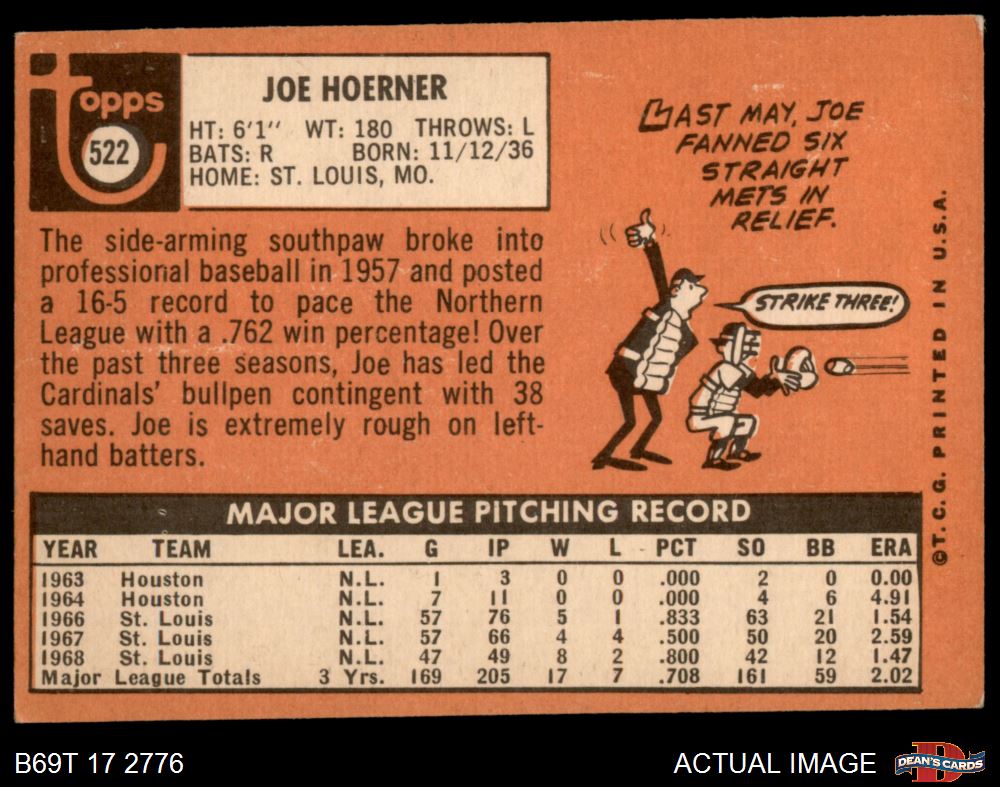 topps
522
JOE HOERNER
HT: 6'1" WT: 180 THROWS: L
BATS: R BORN: 11/12/36
HOME: ST. LOUIS, MO.
The side-arming southpaw broke into
professional baseball in 1957 and posted
a 16-5 record to pace the Northern
League with a .762 win percentage! Over
the past three seasons, Joe has led the
Cardinals' bullpen contingent with 38
saves. Joe is extremely rough on left-
hand batters.
LAST MAY, JOE
FANNED SIX
STRAIGHT
METS IN
RELIEF.
STRIKE THREE!
MAJOR LEAGUE PITCHING RECORD
YEAR TEAM LEA. G IP W L PCT SO BB ERA
1963 Houston N.L. 1 3 0 0 .000 2 0 0.00
1964 Houston N.L. 7 11 0 0 .000 4 6 4.91
1966 St. Louis N.L. 57 76 5 1 .833 63 21 1.54
1967 St. Louis N.L. 57 66 4 4 .500 50 20 2.59
1968 St. Louis N.L. 47 49 8 2 .800 42 12 1.47
Major League Totals 3 Yrs. 169 205 17 7 .708 161 59 2.02
©T. C. G. PRINTED IN U.S.A.
B69T 17 2776
ACTUAL IMAGE
D
DEAN'S CARDS